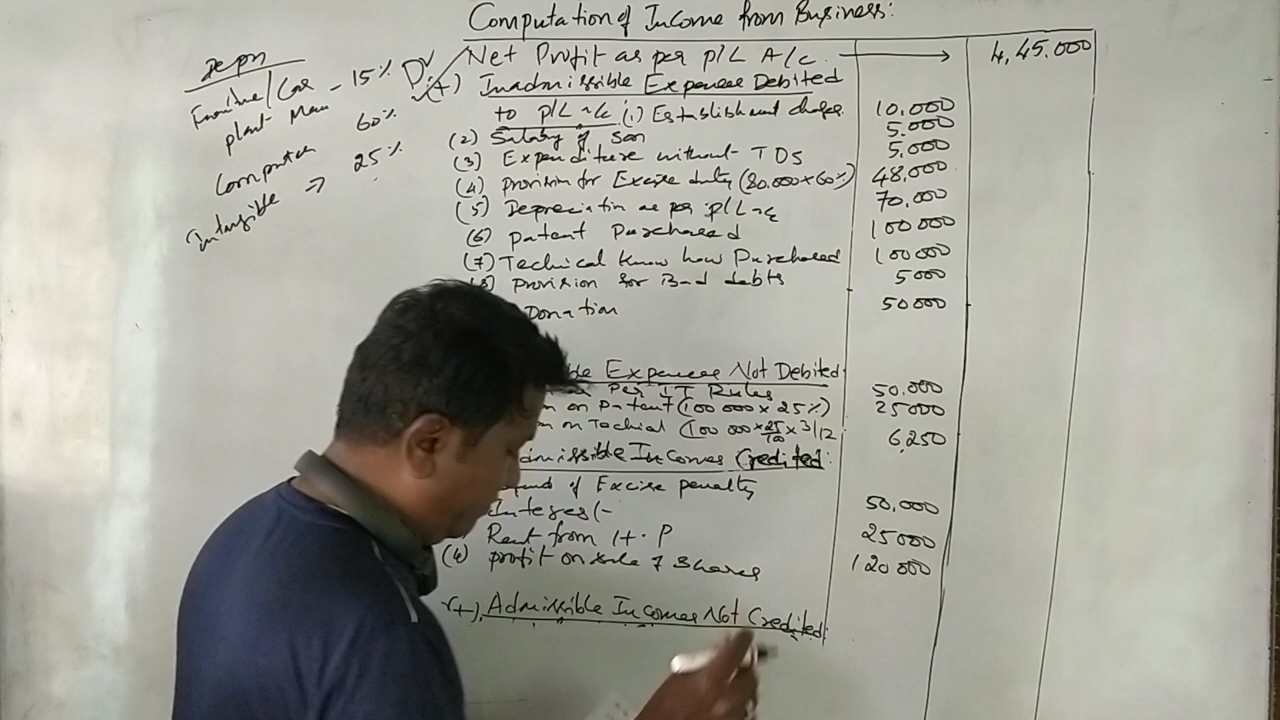 Computation of Income from Business:
Depn
Furniture/Car
plant - Mac - 15%
Computer 60%
Intangible ⇒ 25%
Net Profit as per P/L A/c. → 4,45,000
(+) Inadmissible Expenses Debited
to P/L A/c (1) Establishment charges 10,000
(2) Salary of Son 5,000
(3) Expenditure without TDS 5,000
(4) Provision for Excise duty (80,000×60%) 48,000
(5) Depreciation as per P/L A/c 70,000
(6) Patent Purchased 100000
(7) Technical know how Purchased 100000
Provision for Bad debts 5000
Donation 50000
Expenses Not Debited
Per IT Rules 50,000
on Patent (100000×25%) 25000
on (100000×25/100×3/12 6,250
Incomes Credited:
of Excise penalty
50,000
Rent from H.P 25000
(4) profit on sale of Shares 120000
(+) Admissible Incomes Not Credited: